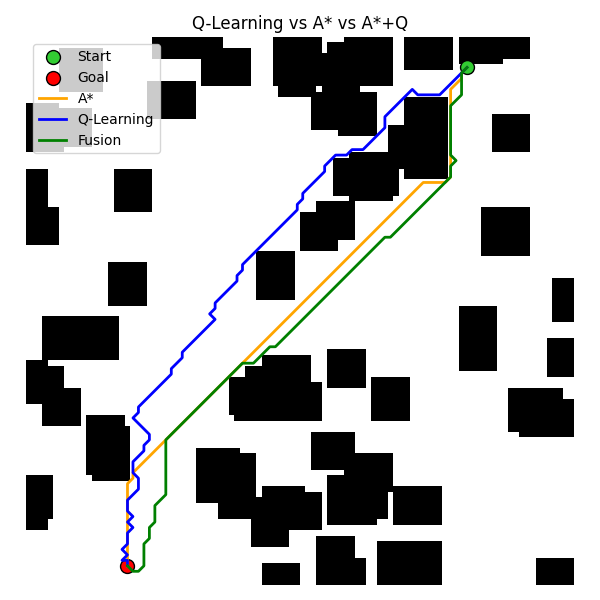 Q-Learning vs A* vs A*+Q
Start
Goal
A*
Q-Learning
Fusion